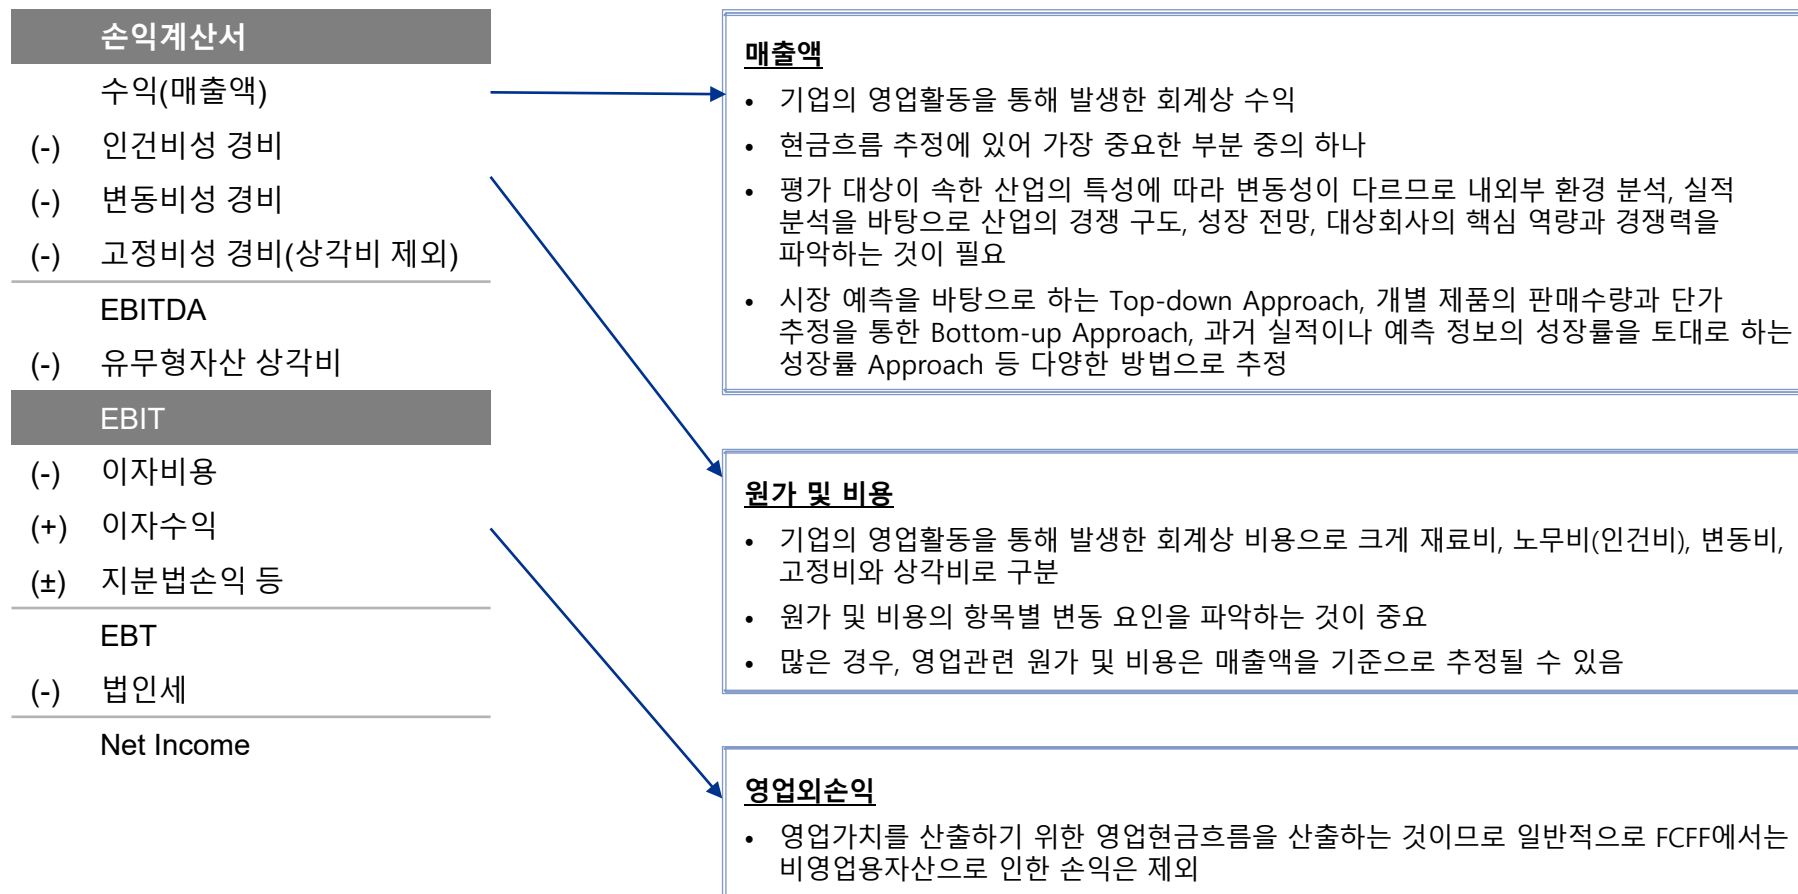 손익계산서
수익(매출액)
(-) 인건비성 경비
(-) 변동비성 경비
(-) 고정비성 경비(상각비 제외)
EBITDA
(-) 유무형자산 상각비
EBIT
(-) 이자비용
(+) 이자수익
(±) 지분법손익 등
EBT
(-) 법인세
Net Income
매출액
• 기업의 영업활동을 통해 발생한 회계상 수익
• 현금흐름 추정에 있어 가장 중요한 부분 중의 하나
• 평가 대상이 속한 산업의 특성에 따라 변동성이 다르므로 내외부 환경 분석, 실적
분석을 바탕으로 산업의 경쟁 구도, 성장 전망, 대상회사의 핵심 역량과 경쟁력을
파악하는 것이 필요
• 시장 예측을 바탕으로 하는 Top-down Approach, 개별 제품의 판매수량과 단가
추정을 통한 Bottom-up Approach, 과거 실적이나 예측 정보의 성장률을 토대로 하는
성장률 Approach 등 다양한 방법으로 추정
원가 및 비용
• 기업의 영업활동을 통해 발생한 회계상 비용으로 크게 재료비, 노무비(인건비), 변동비,
고정비와 상각비로 구분
• 원가 및 비용의 항목별 변동 요인을 파악하는 것이 중요
• 많은 경우, 영업관련 원가 및 비용은 매출액을 기준으로 추정될 수 있음
영업외손익
• 영업가치를 산출하기 위한 영업현금흐름을 산출하는 것이므로 일반적으로 FCFF에서는
비영업용자산으로 인한 손익은 제외